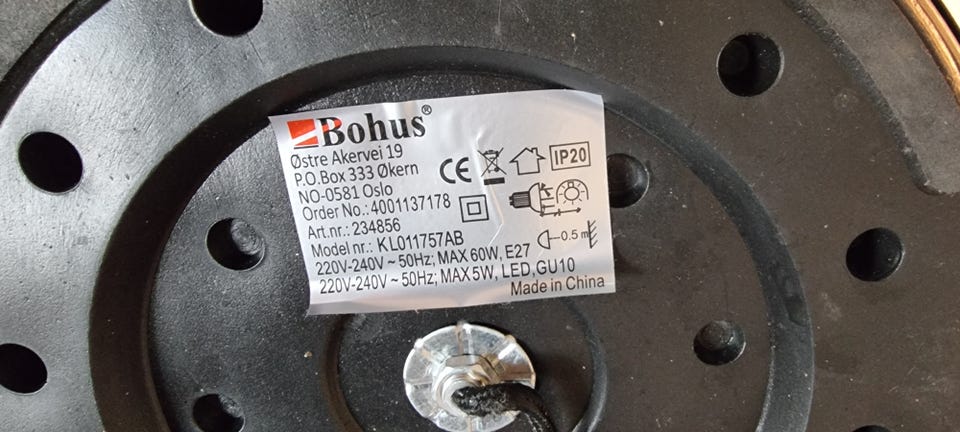 Bohus®
Østre Akervei 19
P.O.Box 333 Økern
NO-0581 Oslo
Order No.: 4001137178
Art.nr.: 234856
Model nr.: KL011757AB
220V-240V ~ 50Hz; MAX 60W, E27
220V-240V ~ 50Hz; MAX 5W, LED, GU10
Made in China
CE
IP20
0.5 m